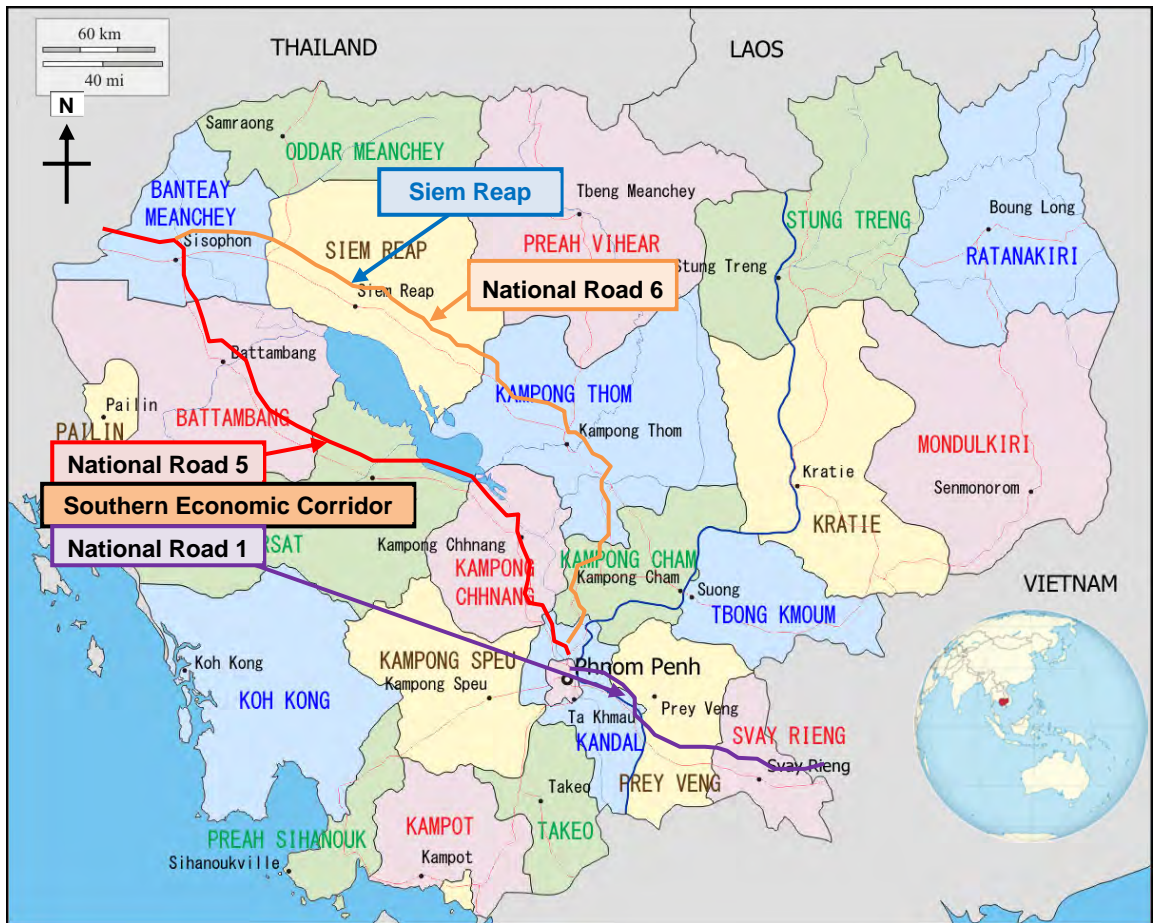 60 km
40 mi
N
THAILAND
LAOS
Samraong
ODDAR MEANCHEY
BANTEAY
MEANCHEY
Sisophon
Siem Reap
SIEM REAP
Siem Reap
Tbeng Meanchey
PREAH VIHEAR
National Road 6
STUNG TRENG
Stung Treng
Boung Long
RATANAKIRI
Battambang
BATTAMBANG
Pailin
PAILIN
KAMPONG THOM
Kampong Thom
MONDULKIRI
Senmonorom
Kratie
KRATIE
National Road 5
Southern Economic Corridor
National Road 1
RSAT
Kampong Chhnang
KAMPONG
CHHNANG
KAMPONG CHAM
Kampong Cham
Suong
TBONG KMOUM
VIETNAM
Koh Kong
KOH KONG
KAMPONG SPEU
Kampong Speu
Phnom Penh
Ta Khmau
KANDAL
Prey Veng
PREY VENG
SVAY RIENG
Svay Rieng
Takeo
TAKEO
PREAH SIHANOUK
Sihanoukville
KAMPOT
Kampot